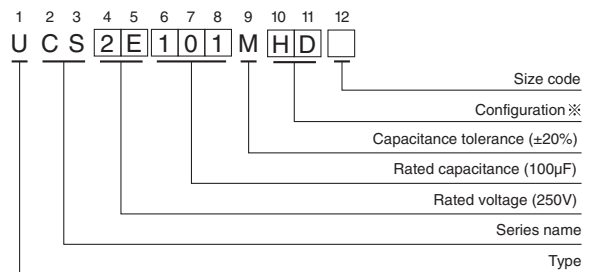 1 2 3 4 5 6 7 8 9 10 11 12
U C S 2 E 1 0 1 M H D
Size code
Configuration ※
Capacitance tolerance (±20%)
Rated capacitance (100µF)
Rated voltage (250V)
Series name
Type